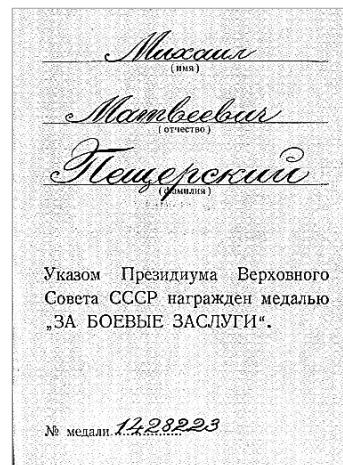 Михаил
(имя)
Матвеевич
(отчество)
Пещерский
(фамилия)
Указом Президиума Верховного
Совета СССР награжден медалью
„ЗА БОЕВЫЕ ЗАСЛУГИ“.
№ медали 1428223